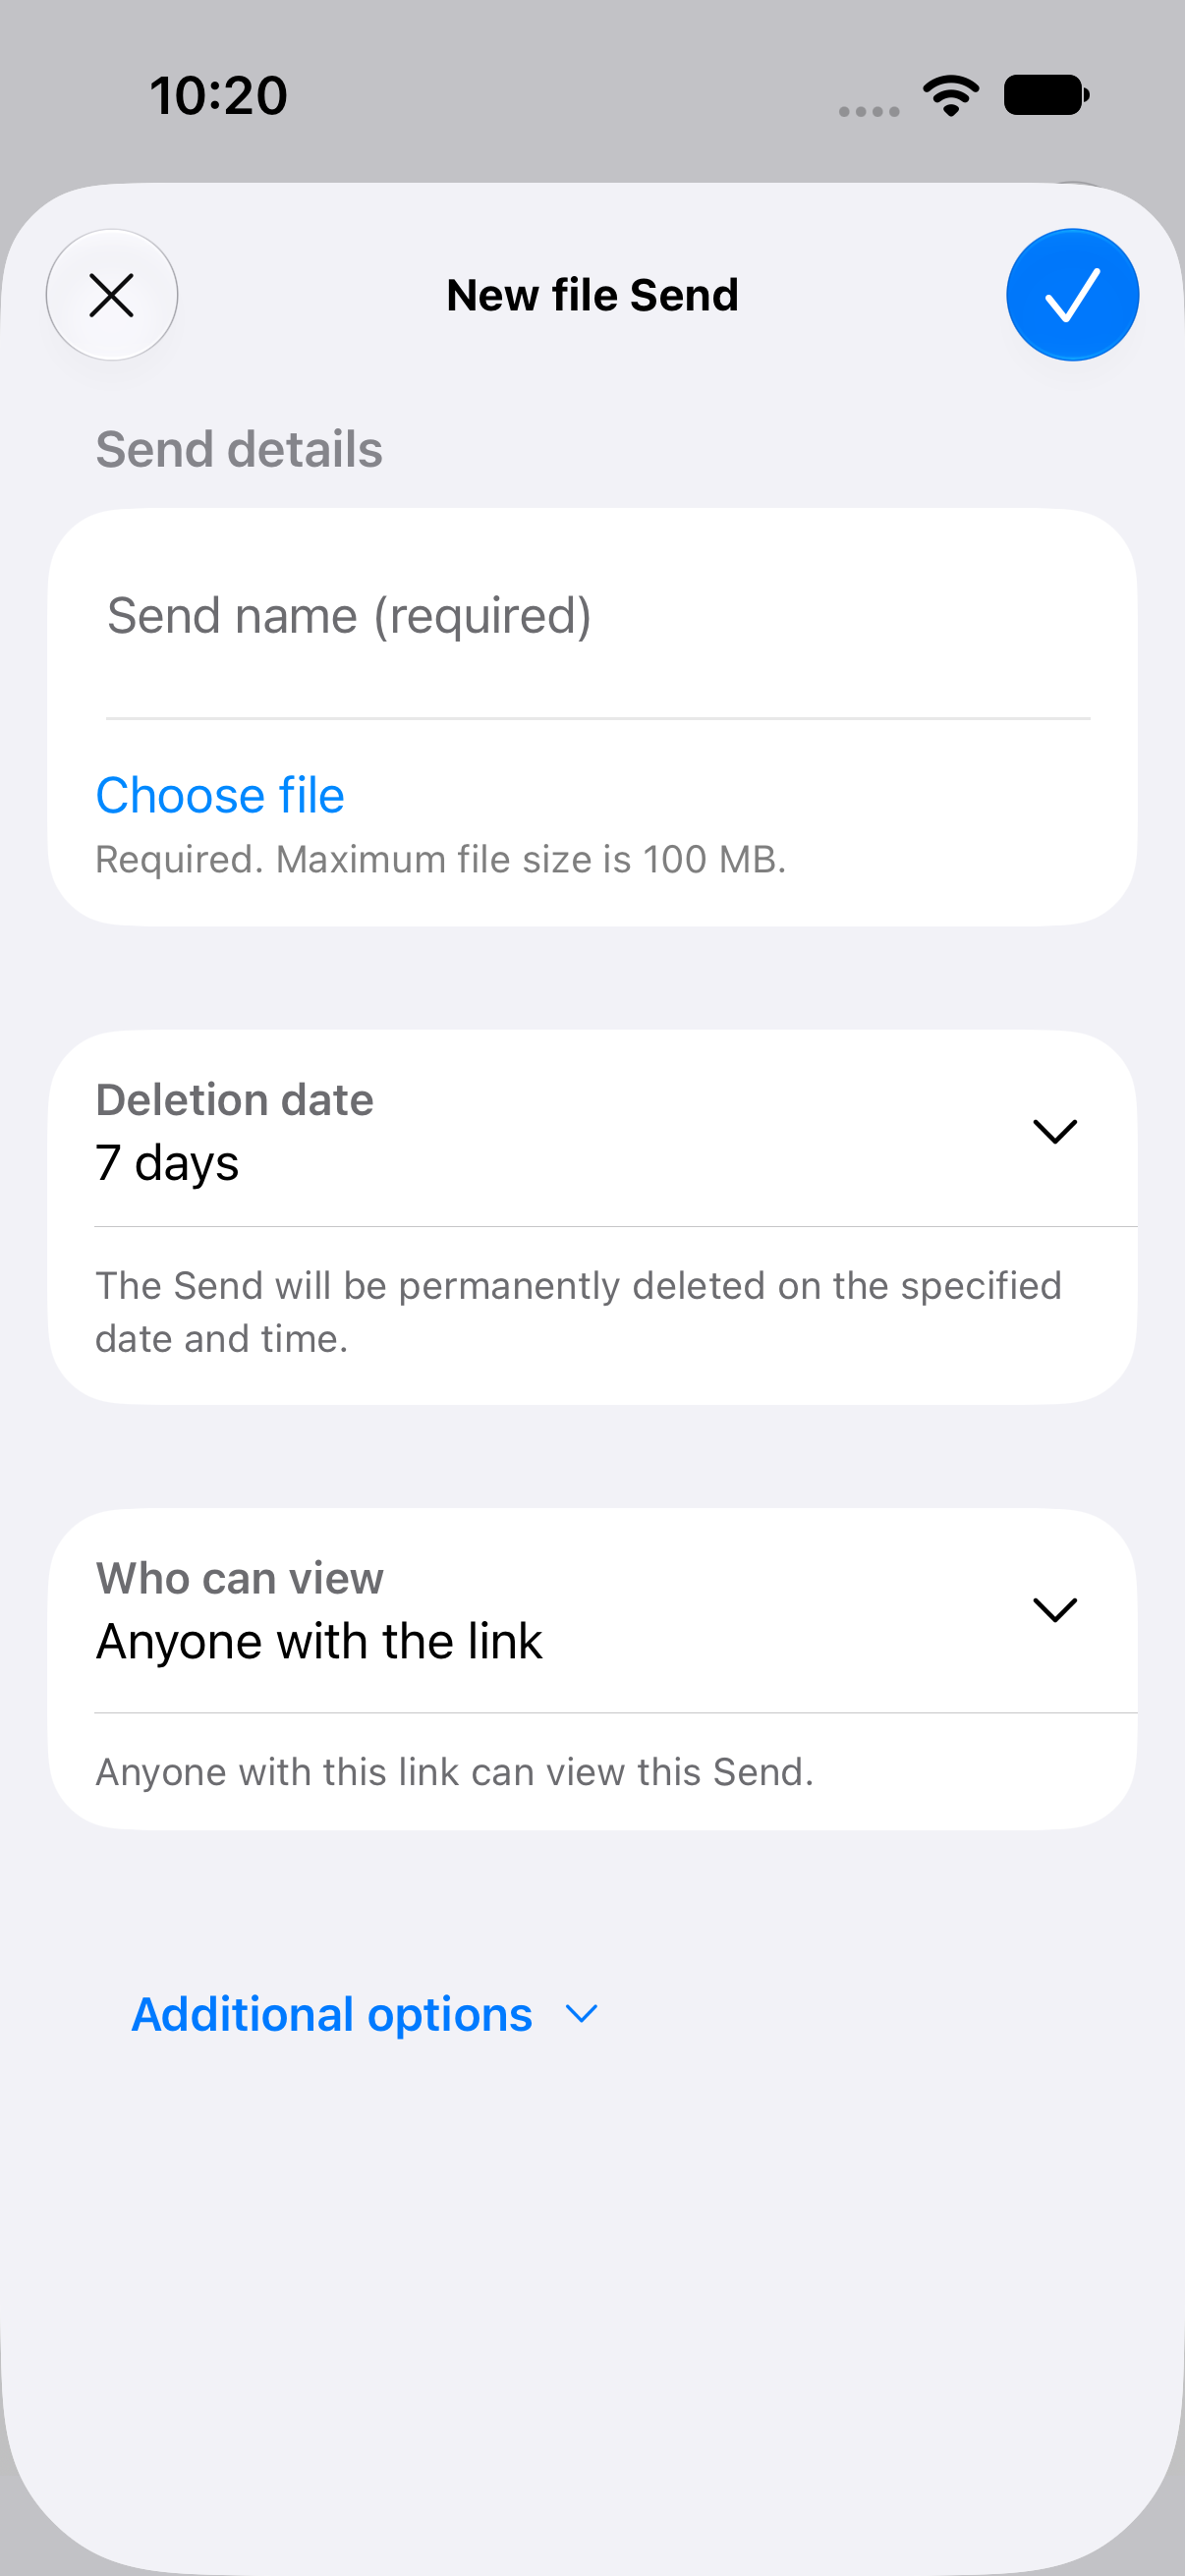 10:20
New file Send
Send details
Send name (required)
Choose file
Required. Maximum file size is 100 MB.
Deletion date
7 days
The Send will be permanently deleted on the specified
date and time.
Who can view
Anyone with the link
Anyone with this link can view this Send.
Additional options